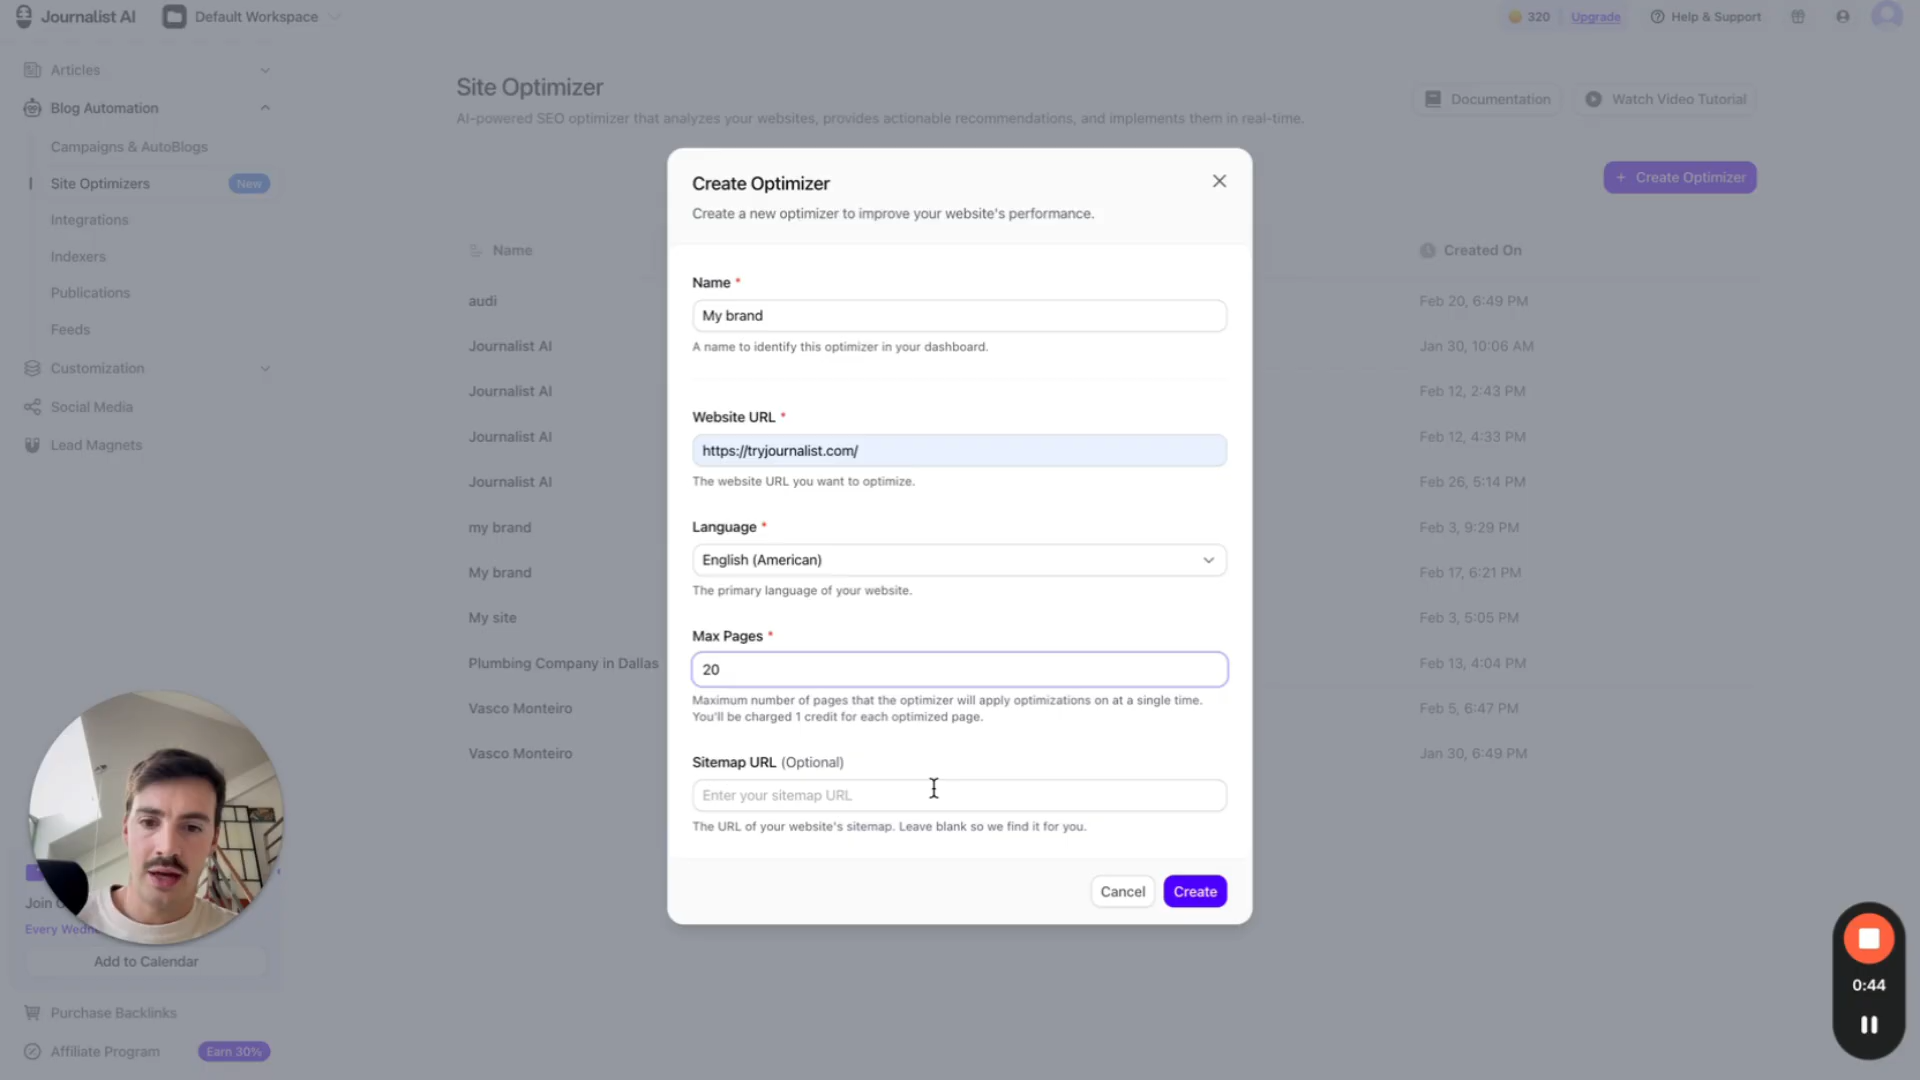 Journalist AI
Default Workspace
320
Upgrade
Help & Support
Articles
Blog Automation
Campaigns & AutoBlogs
Site Optimizers
New
Integrations
Indexers
Publications
Feeds
Customization
Social Media
Lead Magnets
Every Wedn
Add to Calendar
Purchase Backlinks
Affiliate Program
Earn 30%
Site Optimizer
AI-powered SEO optimizer that analyzes your websites, provides actionable recommendations, and implements them in real-time.
Documentation
Watch Video Tutorial
+ Create Optimizer
Name
Created On
audi
Feb 20, 6:49 PM
Journalist AI
Jan 30, 10:06 AM
Journalist AI
Feb 12, 2:43 PM
Journalist AI
Feb 12, 4:33 PM
Journalist AI
Feb 26, 5:14 PM
my brand
Feb 3, 9:29 PM
My brand
Feb 17, 6:21 PM
My site
Feb 3, 5:05 PM
Plumbing Company in Dallas
Feb 13, 4:04 PM
Vasco Monteiro
Feb 5, 6:47 PM
Vasco Monteiro
Jan 30, 6:49 PM
Create Optimizer
Create a new optimizer to improve your website's performance.
Name *
My brand
A name to identify this optimizer in your dashboard.
Website URL *
https://tryjournalist.com/
The website URL you want to optimize.
Language *
English (American)
The primary language of your website.
Max Pages *
20
Maximum number of pages that the optimizer will apply optimizations on at a single time.
You'll be charged 1 credit for each optimized page.
Sitemap URL (Optional)
Enter your sitemap URL
The URL of your website's sitemap. Leave blank so we find it for you.
Cancel
Create
0:44